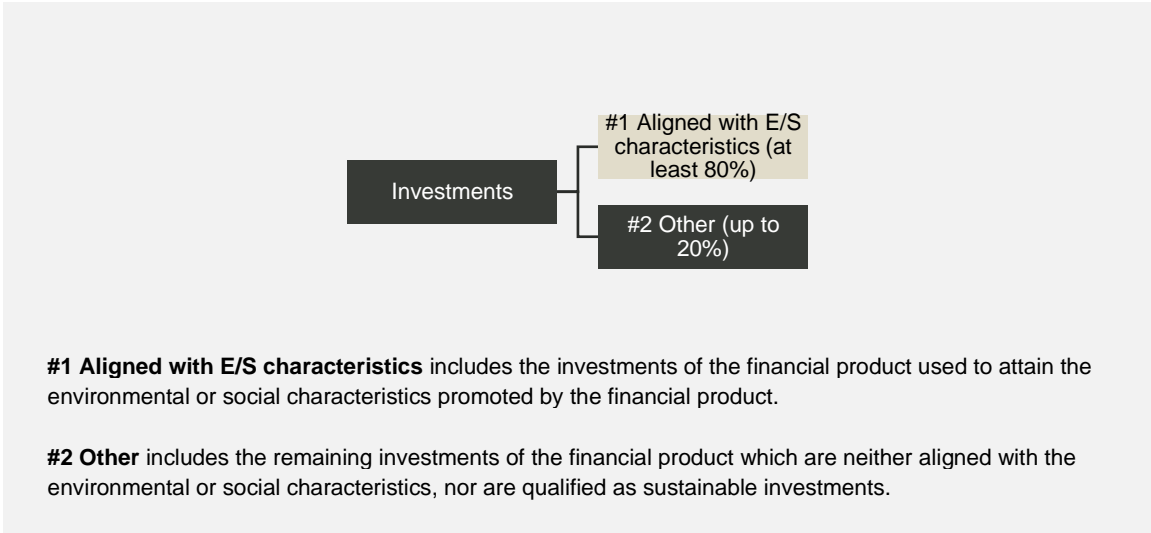 #1 Aligned with E/S
characteristics (at
least 80%)
Investments
#2 Other (up to
20%)
#1 Aligned with E/S characteristics includes the investments of the financial product used to attain the
environmental or social characteristics promoted by the financial product.
#2 Other includes the remaining investments of the financial product which are neither aligned with the
environmental or social characteristics, nor are qualified as sustainable investments.